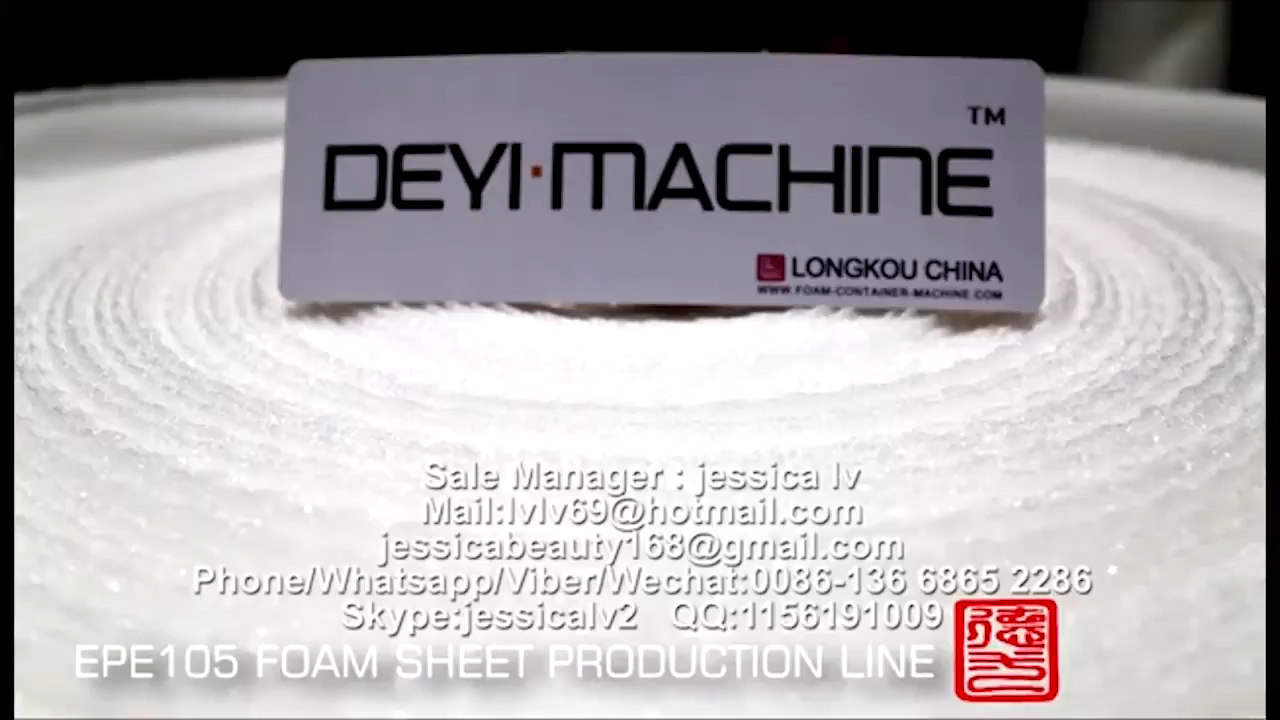 TM
DEYI·MACHINE
LONGKOU CHINA
WWW.FOAM-CONTAINER-MACHINE.COM
Sale Manager : jessica lv
Mail:lvlv69@hotmail.com
jessicabeauty168@gmail.com
Phone/Whatsapp/Viber/Wechat:0086-136 6865 2286
Skype:jessicalv2 QQ:1156191009
EPE105 FOAM SHEET PRODUCTION LINE